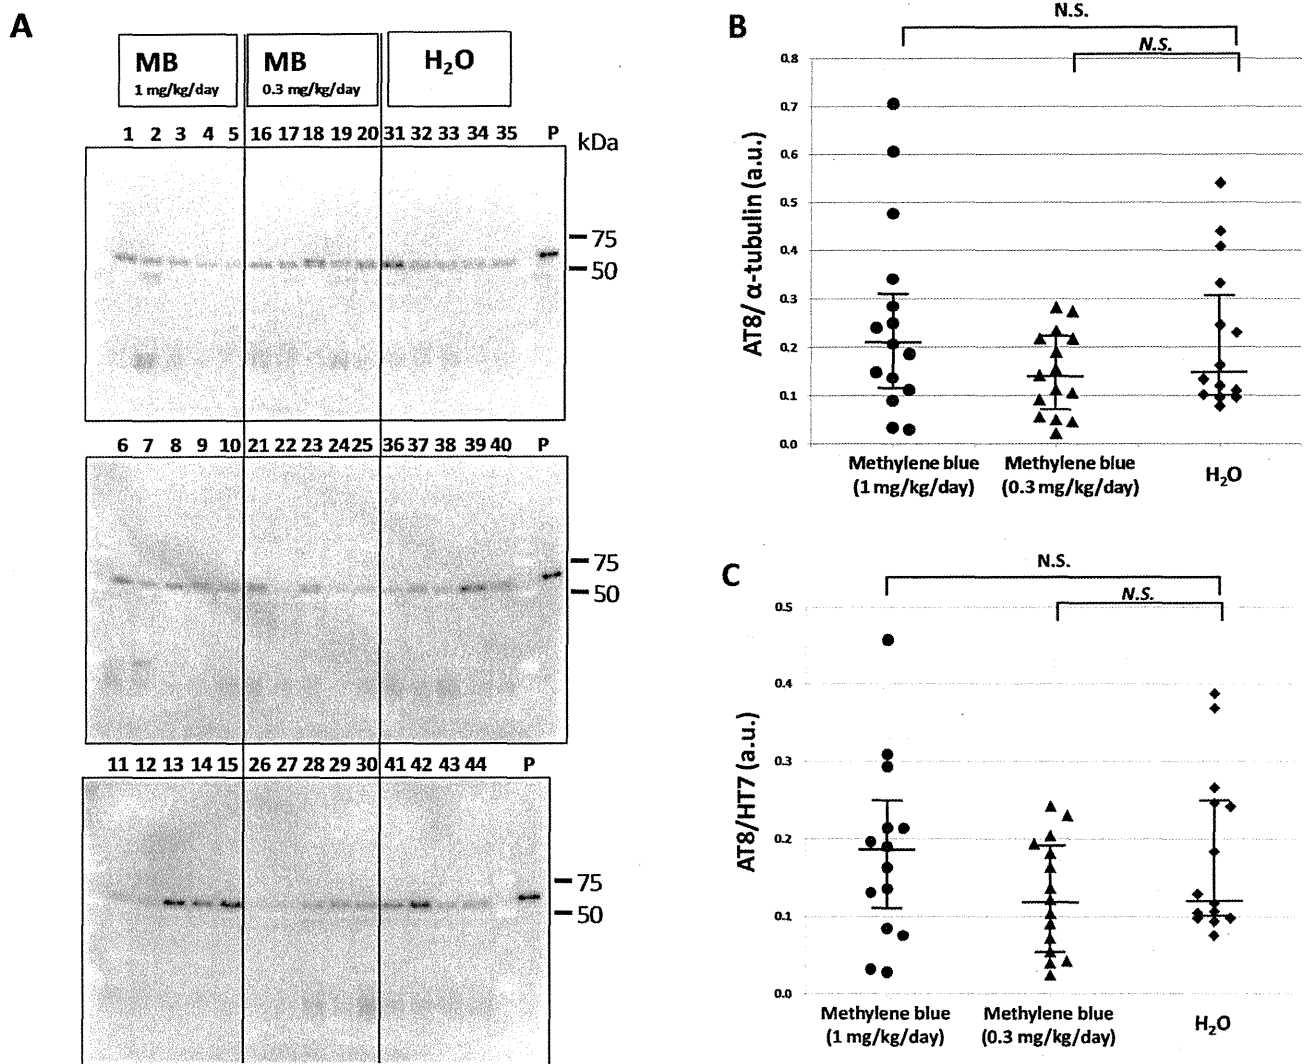 A
MB
1 mg/kg/day
MB
0.3 mg/kg/day
H₂O
1 2 3 4 5 16 17 18 19 20 31 32 33 34 35 P
kDa
75
50
6 7 8 9 10 21 22 23 24 25 36 37 38 39 40 P
75
50
11 12 13 14 15 26 27 28 29 30 41 42 43 44 P
75
50
B
N.S.
N.S.
AT8/ α-tubulin (a.u.)
0.8
0.7
0.6
0.5
0.4
0.3
0.2
0.1
0.0
Methylene blue
(1 mg/kg/day)
Methylene blue
(0.3 mg/kg/day)
H₂O
C
N.S.
N.S.
AT8/HT7 (a.u.)
0.5
0.4
0.3
0.2
0.1
0.0
Methylene blue
(1 mg/kg/day)
Methylene blue
(0.3 mg/kg/day)
H₂O